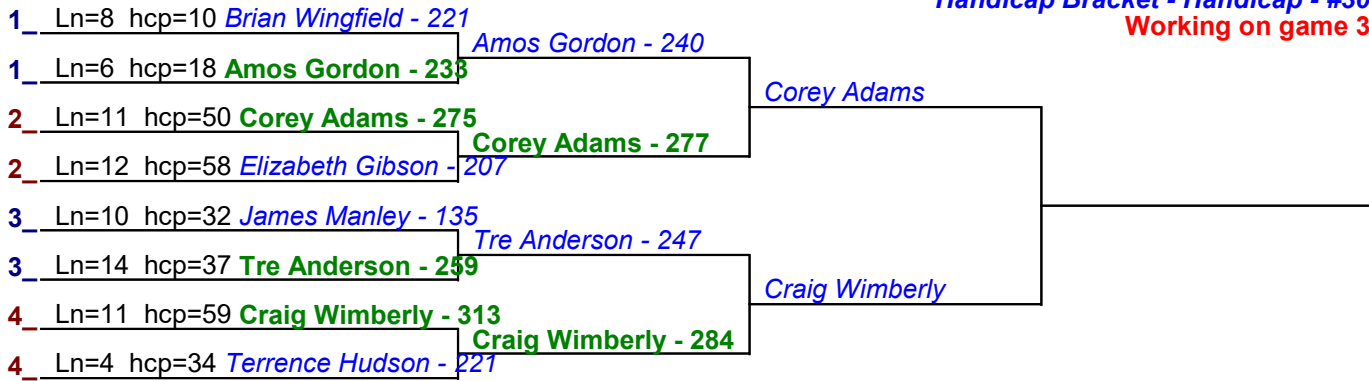 Handicap Bracket - Handicap - #30
Working on game 3
1_ Ln=8 hcp=10 Brian Wingfield - 221
Amos Gordon - 240
1_ Ln=6 hcp=18 Amos Gordon - 233
Corey Adams
2_ Ln=11 hcp=50 Corey Adams - 275
Corey Adams - 277
2_ Ln=12 hcp=58 Elizabeth Gibson - 207
3_ Ln=10 hcp=32 James Manley - 135
Tre Anderson - 247
3_ Ln=14 hcp=37 Tre Anderson - 259
Craig Wimberly
4_ Ln=11 hcp=59 Craig Wimberly - 313
Craig Wimberly - 284
4_ Ln=4 hcp=34 Terrence Hudson - 221